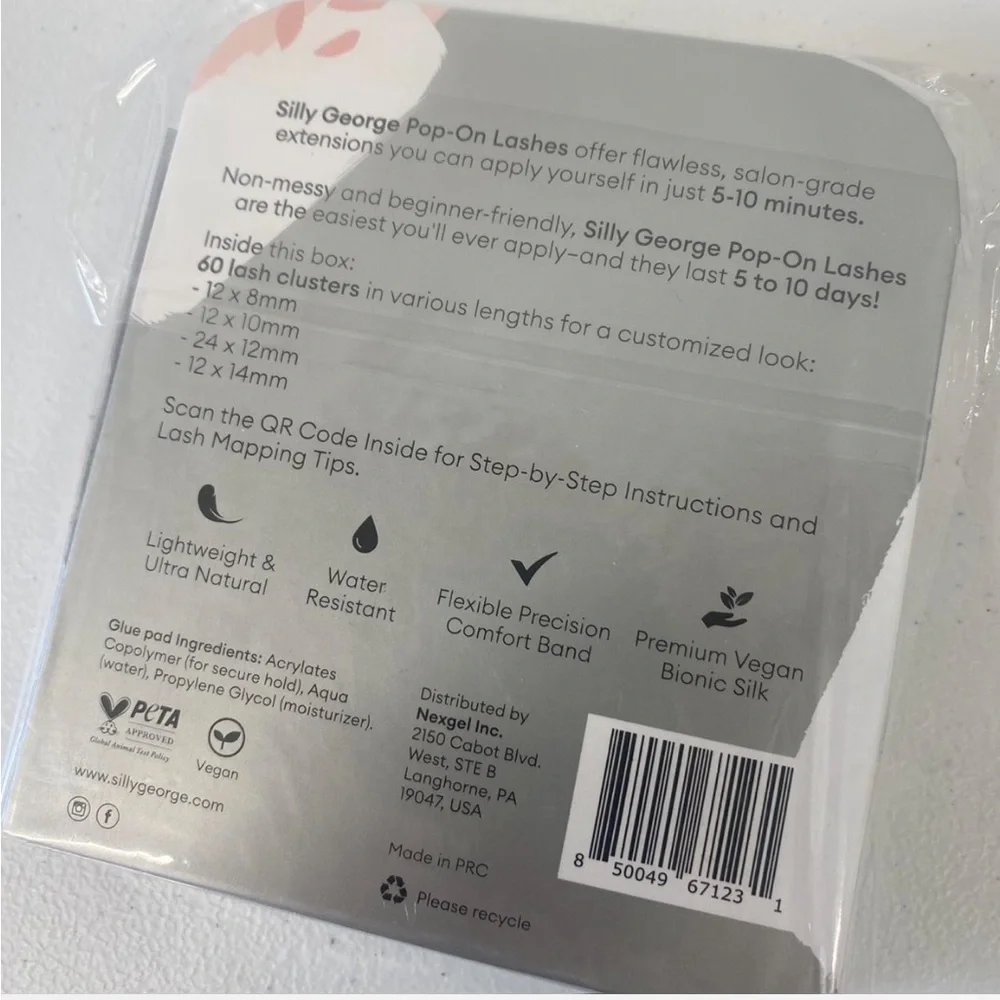 Silly George Pop-On Lashes offer flawless, salon-grade
extensions you can apply yourself in just 5-10 minutes.
Non-messy and beginner-friendly, Silly George Pop-On Lashes
are the easiest you'll ever apply–and they last 5 to 10 days!
Inside this box:
60 lash clusters in various lengths for a customized look:
- 12 x 8mm
- 12 x 10mm
- 24 x 12mm
- 12 x 14mm
Scan the QR Code Inside for Step-by-Step Instructions and
Lash Mapping Tips.
Lightweight &
Ultra Natural
Water
Resistant
Flexible Precision
Comfort Band
Premium Vegan
Bionic Silk
Glue pad Ingredients: Acrylates
Copolymer (for secure hold), Aqua
(water), Propylene Glycol (moisturizer).
PETA
APPROVED
Global Animal Test Policy
Vegan
www.sillygeorge.com
Distributed by
Nexgel Inc.
2150 Cabot Blvd.
West, STE B
Langhorne, PA
19047, USA
Made in PRC
Please recycle
8 50049 67123 1